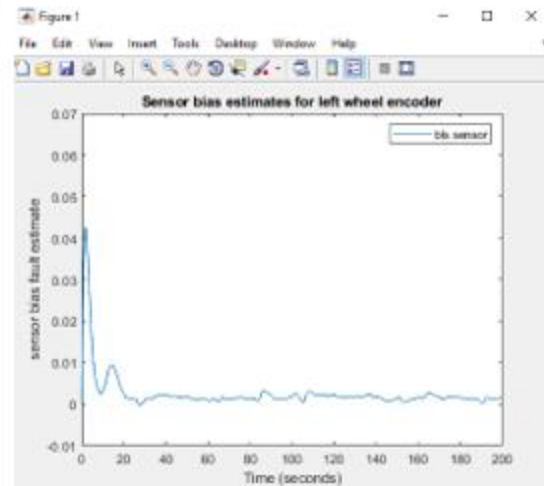 Figure 1
File Edit View Insert Tools Desktop Window Help
Sensor bias estimates for left wheel encoder
bls sensor
sensor bias fault estimate
0.07
0.06
0.05
0.04
0.03
0.02
0.01
0
-0.01
0 20 40 60 80 100 120 140 160 180 200
Time (seconds)